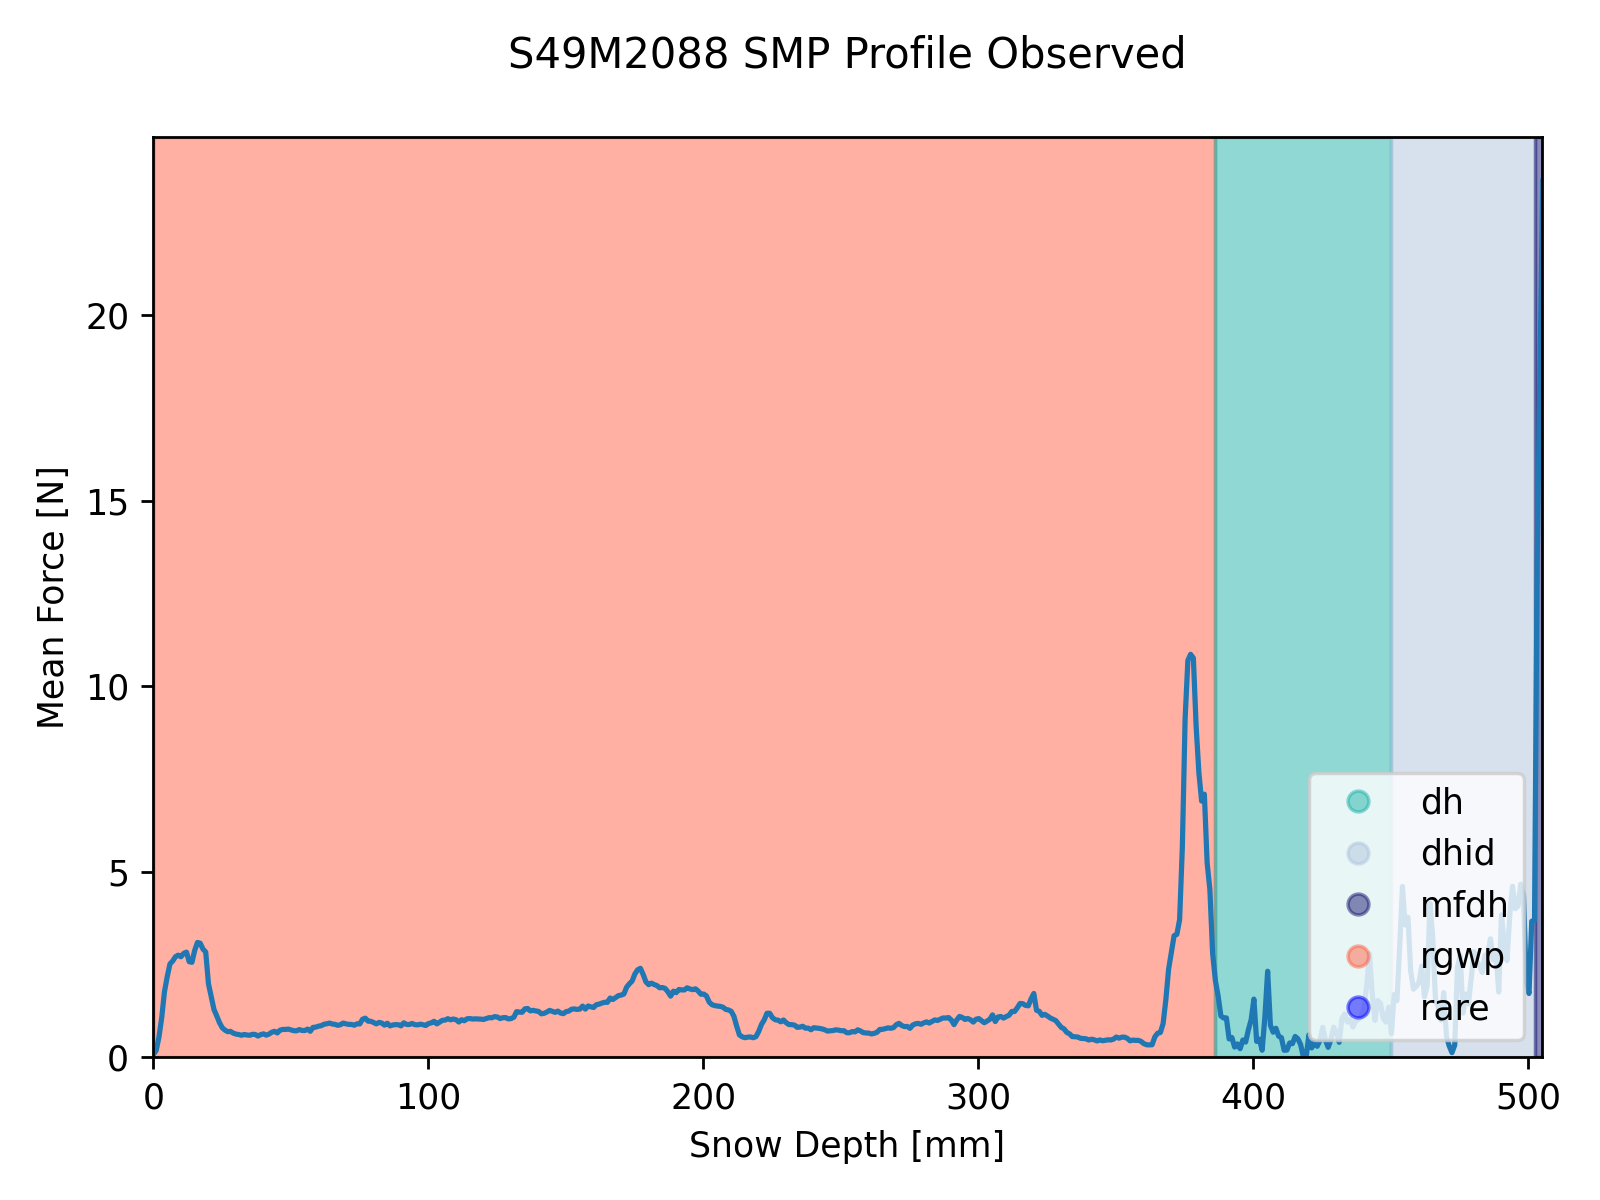 S49M2088 SMP Profile Observed
20
15
10
5
0
Mean Force [N]
dh
dhid
mfdh
rgwp
rare
0 100 200 300 400 500
Snow Depth [mm]